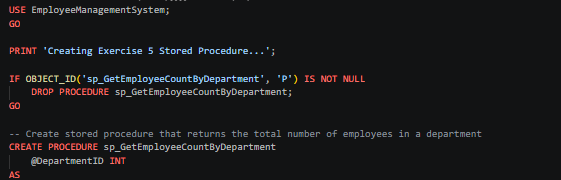 USE EmployeeManagementSystem;
GO
PRINT 'Creating Exercise 5 Stored Procedure...';
IF OBJECT_ID('sp_GetEmployeeCountByDepartment', 'P') IS NOT NULL
    DROP PROCEDURE sp_GetEmployeeCountByDepartment;
GO
-- Create stored procedure that returns the total number of employees in a department
CREATE PROCEDURE sp_GetEmployeeCountByDepartment
    @DepartmentID INT
AS